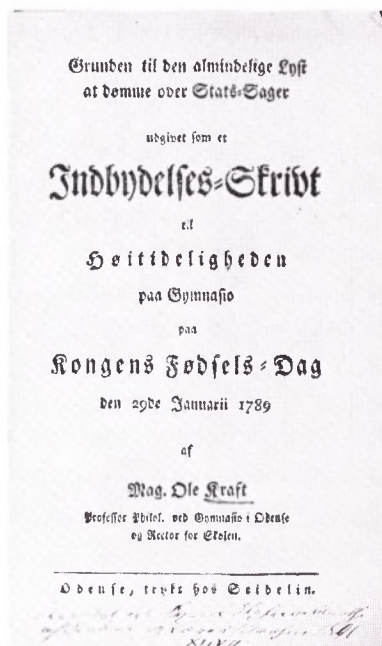 Grunden til den almindelige Lyst
at dømme over Stats-Sager
udgivet som et
Indbydelses-Skrivt
til
Høitideligheden
paa Gymnasio
paa
Kongens Fødsels-Dag
den 29de Januarii 1789
af
Mag. Ole Kraft
Professor Philol. ved Gymnasio i Odense
og Rector for Skolen.
Odense, trykt hos Seidelin.